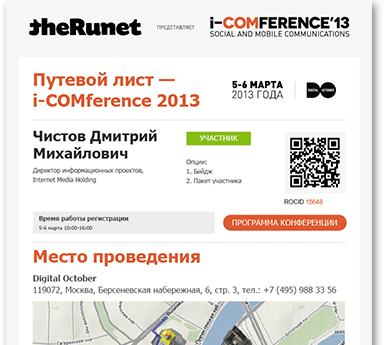 theRunet ПРЕДСТАВЛЯЕТ i-COMFERENCE'13
SOCIAL AND MOBILE COMMUNICATIONS
Путевой лист —
i-COMference 2013
5-6 МАРТА
2013 ГОДА
DIGITAL OCTOBER
Чистов Дмитрий
Михайлович
Директор информационных проектов,
Internet Media Holding
УЧАСТНИК
Опции:
1. Бейдж
2. Пакет участника
ROCID 15648
Время работы регистрации
5-6 марта 10:00-16:00
ПРОГРАММА КОНФЕРЕНЦИИ
Место проведения
Digital October
119072, Москва, Берсеневская набережная, 6, стр. 3, тел.: +7 (495) 988 33 56